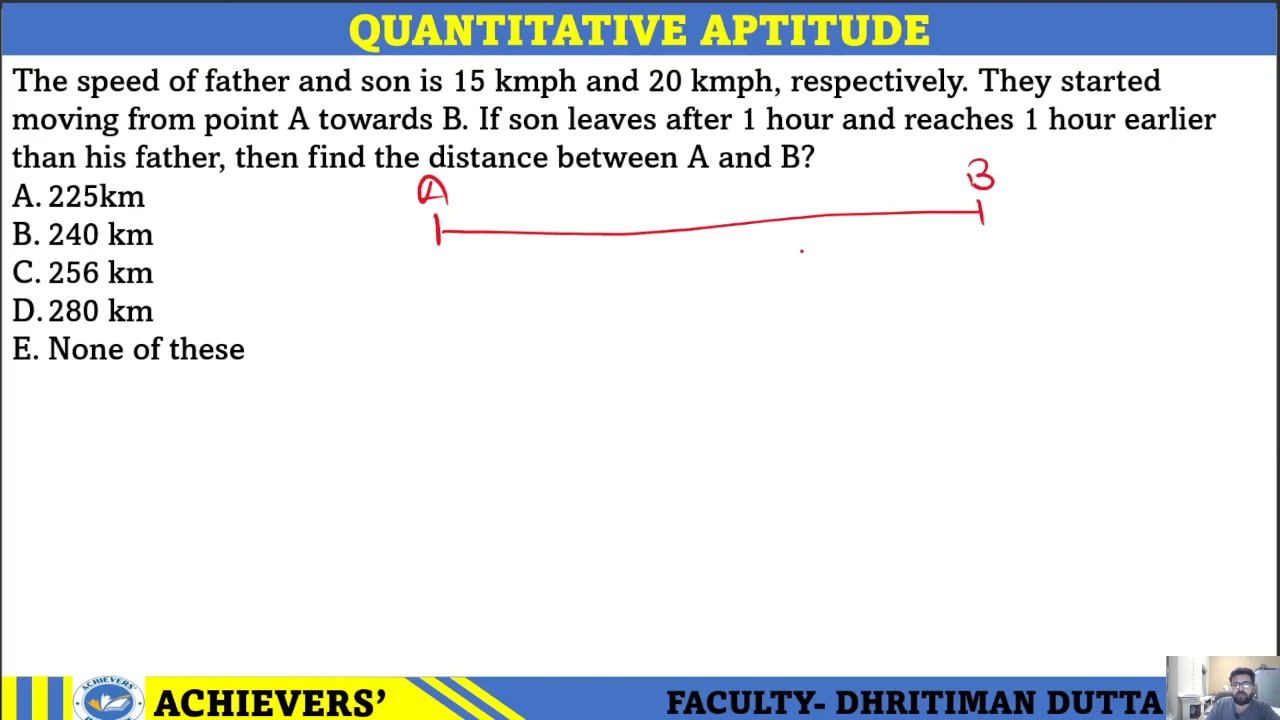 QUANTITATIVE APTITUDE
The speed of father and son is 15 kmph and 20 kmph, respectively. They started
moving from point A towards B. If son leaves after 1 hour and reaches 1 hour earlier
than his father, then find the distance between A and B?
A. 225km
B. 240 km
C. 256 km
D. 280 km
E. None of these
A
B
ACHIEVERS
ACHIEVERS’
FACULTY- DHRITIMAN DUTTA